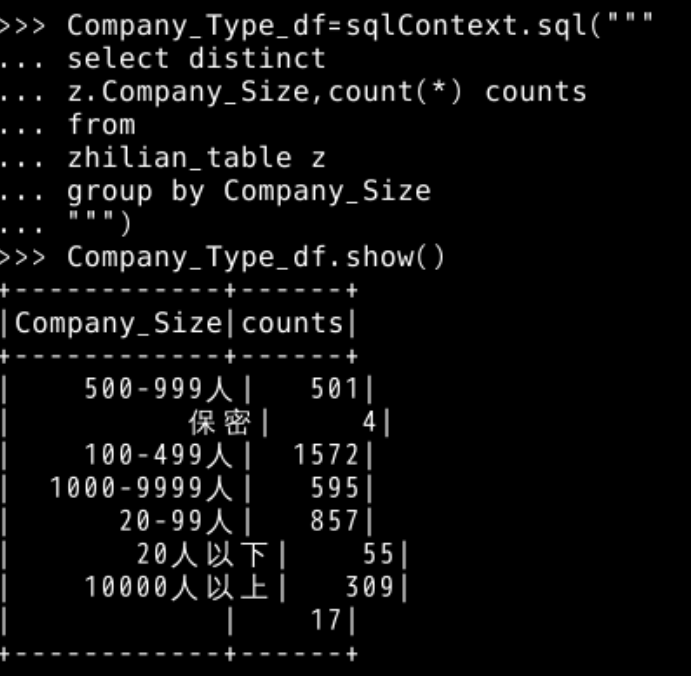 >>> Company_Type_df=sqlContext.sql("""
... select distinct
... z.Company_Size,count(*) counts
... from
... zhilian_table z
... group by Company_Size
... """)
>>> Company_Type_df.show()
+------------+------+
|Company_Size|counts|
+------------+------+
|    500-999人|   501|
|          保密|     4|
|    100-499人|  1572|
|  1000-9999人|   595|
|      20-99人|   857|
|       20人以下|    55|
|    10000人以上|   309|
|            |    17|
+------------+------+